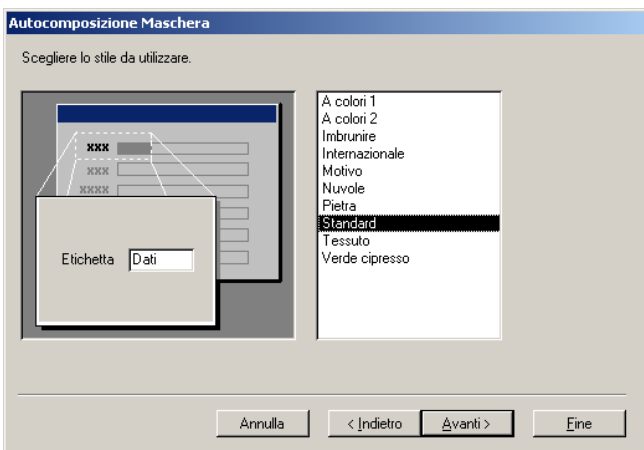 Autocomposizione Maschera
Scegliere lo stile da utilizzare.
xxx
xxx
xxxx
Etichetta Dati
A colori 1
A colori 2
Imbrunire
Internazionale
Motivo
Nuvole
Pietra
Standard
Tessuto
Verde cipresso
Annulla < Indietro Avanti > Fine